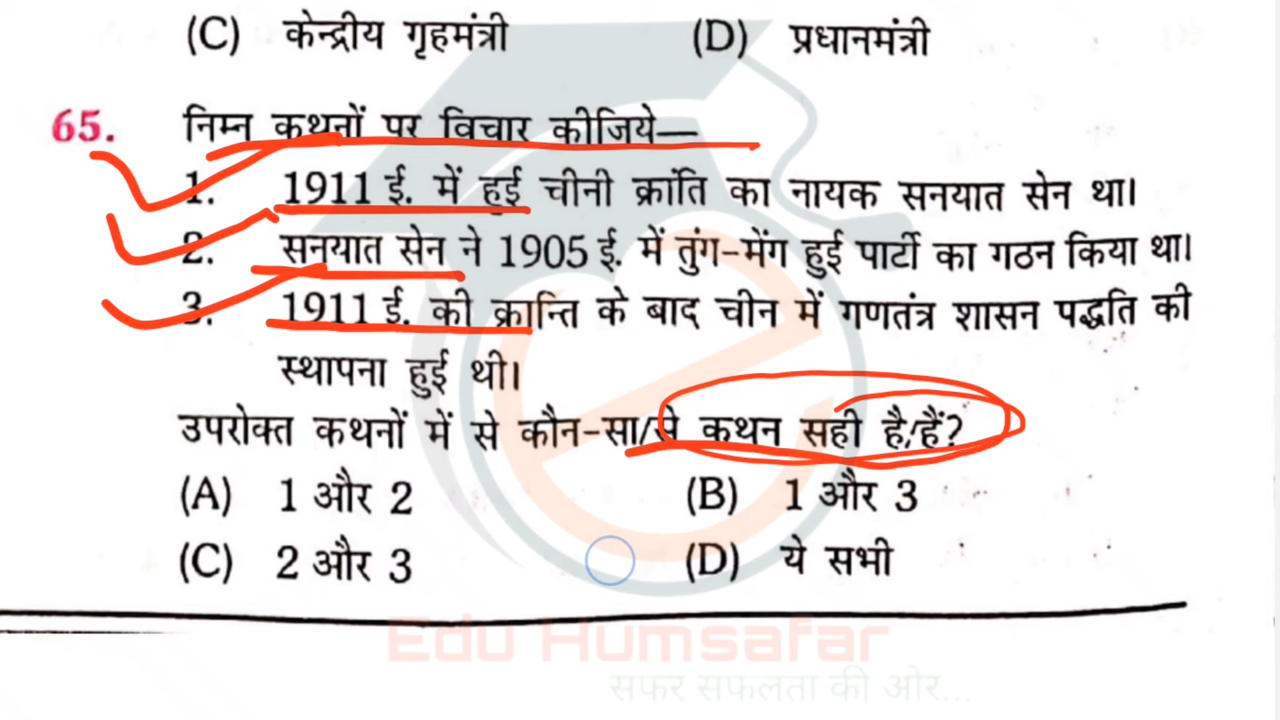 (C) केन्द्रीय गृहमंत्री (D) प्रधानमंत्री
65. निम्न कथनों पर विचार कीजिये—
1. 1911 ई. में हुई चीनी क्रांति का नायक सनयात सेन था।
2. सनयात सेन ने 1905 ई. में तुंग-मेंग हुई पार्टी का गठन किया था।
3. 1911 ई. की क्रान्ति के बाद चीन में गणतंत्र शासन पद्धति की
स्थापना हुई थी।
उपरोक्त कथनों में से कौन-सा/से कथन सही है/हैं?
(A) 1 और 2 (B) 1 और 3
(C) 2 और 3 (D) ये सभी
Edu Humsafar
सफर सफलता की ओर...